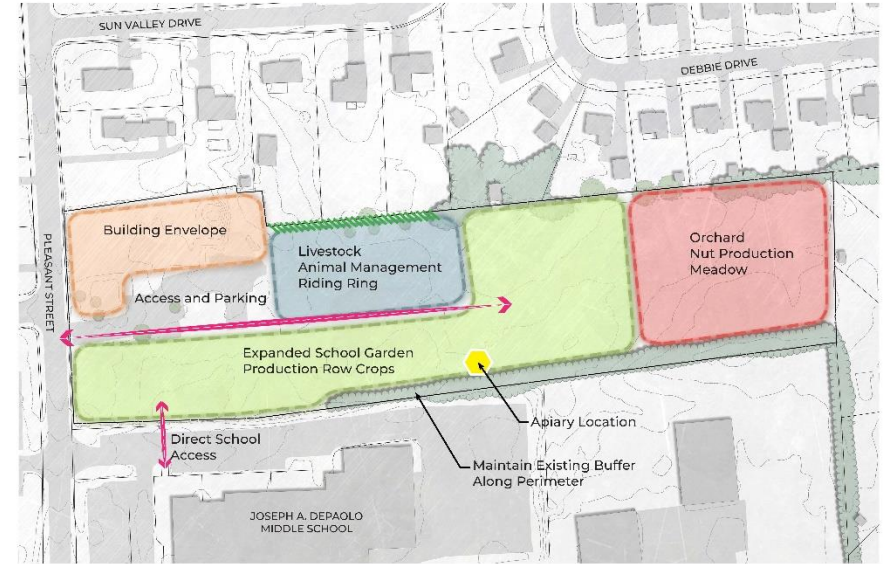 SUN VALLEY DRIVE
DEBBIE DRIVE
PLEASANT STREET
Building Envelope
Livestock
Animal Management
Riding Ring
Orchard
Nut Production
Meadow
Access and Parking
Expanded School Garden
Production Row Crops
Apiary Location
Direct School
Access
Maintain Existing Buffer
Along Perimeter
JOSEPH A. DEPAOLO
MIDDLE SCHOOL